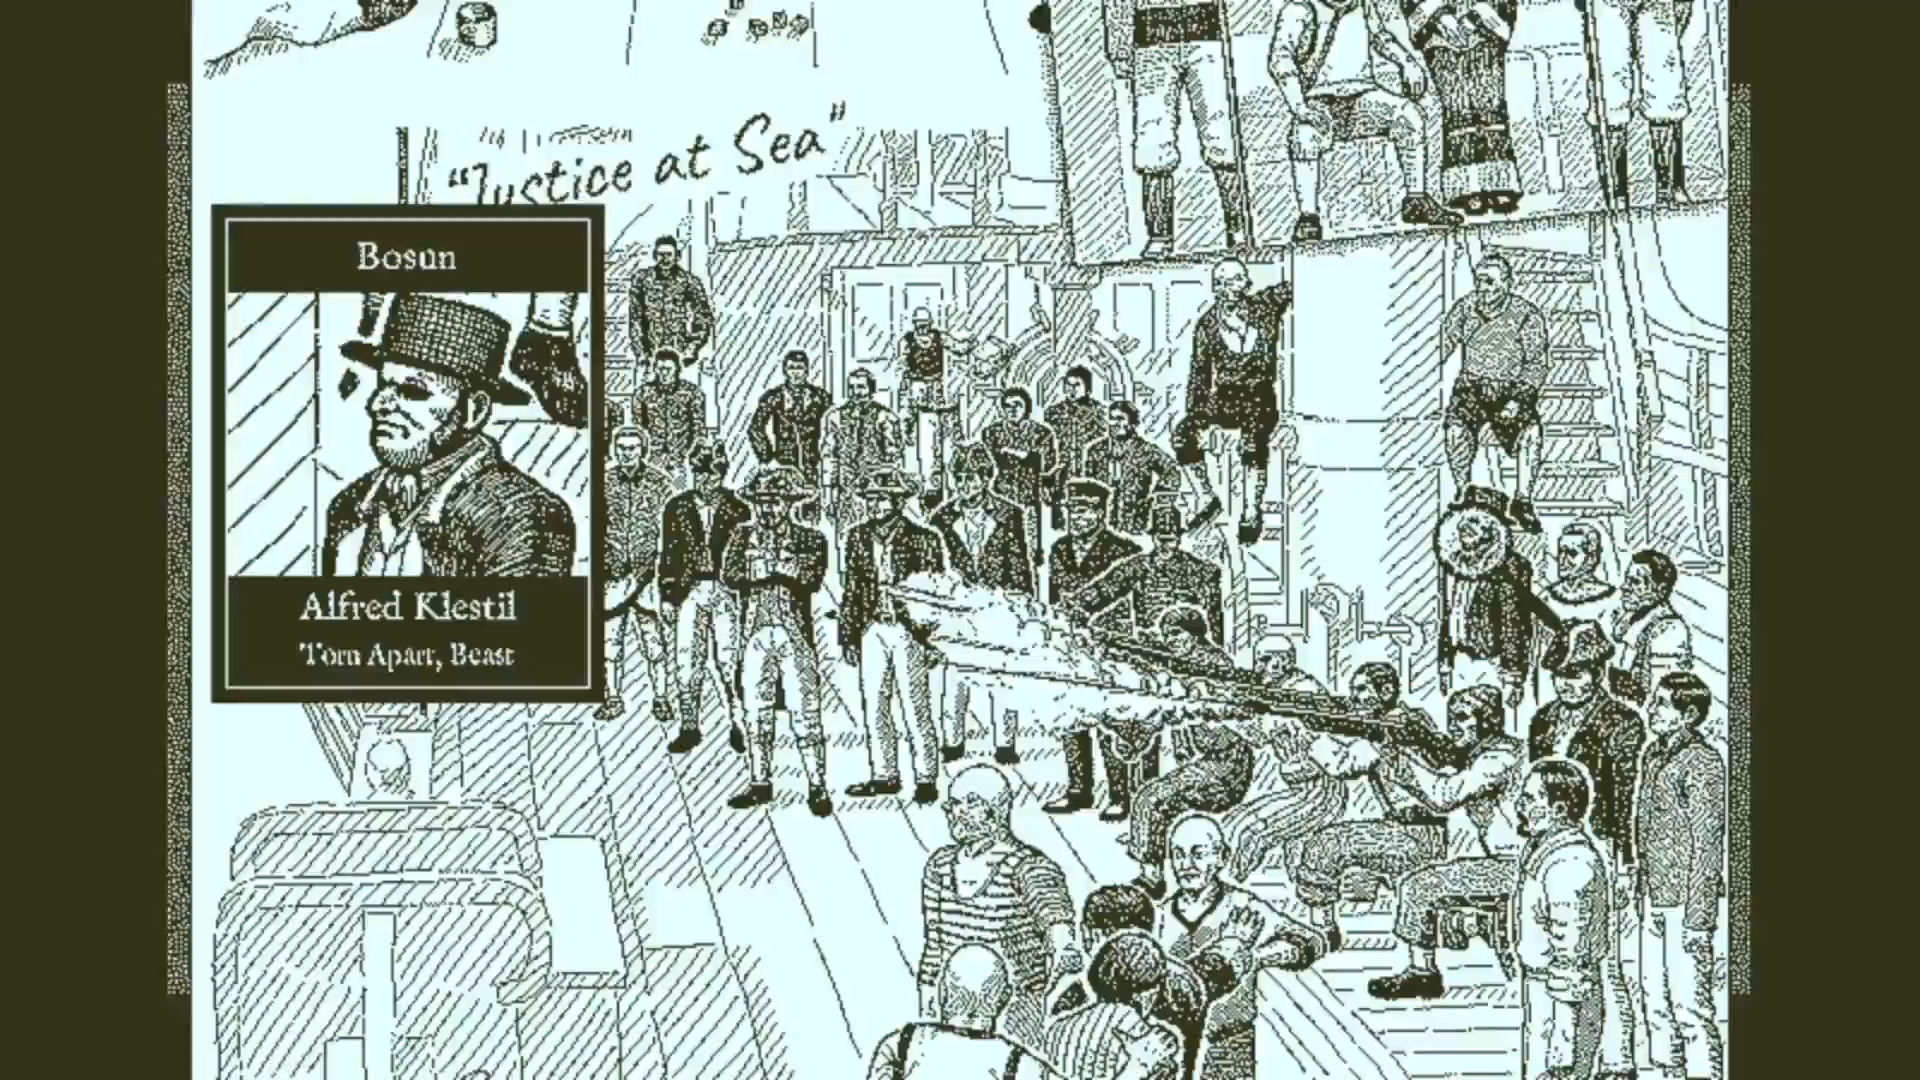 "Justice at Sea"
Bosun
Alfred Klestil
Torn Apart, Beast